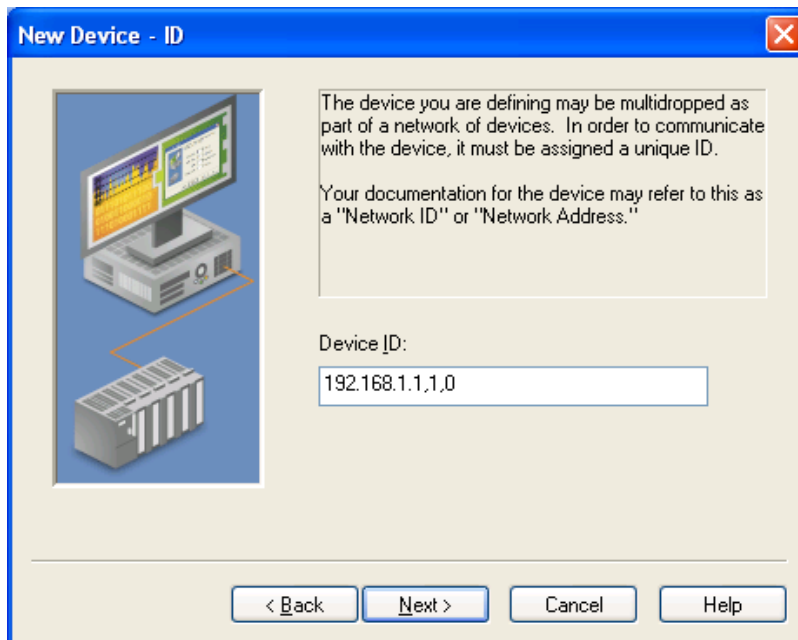 New Device - ID
The device you are defining may be multidropped as
part of a network of devices.  In order to communicate
with the device, it must be assigned a unique ID.
Your documentation for the device may refer to this as
a "Network ID" or "Network Address."
Device ID:
192.168.1.1,1,0
< Back
Next >
Cancel
Help